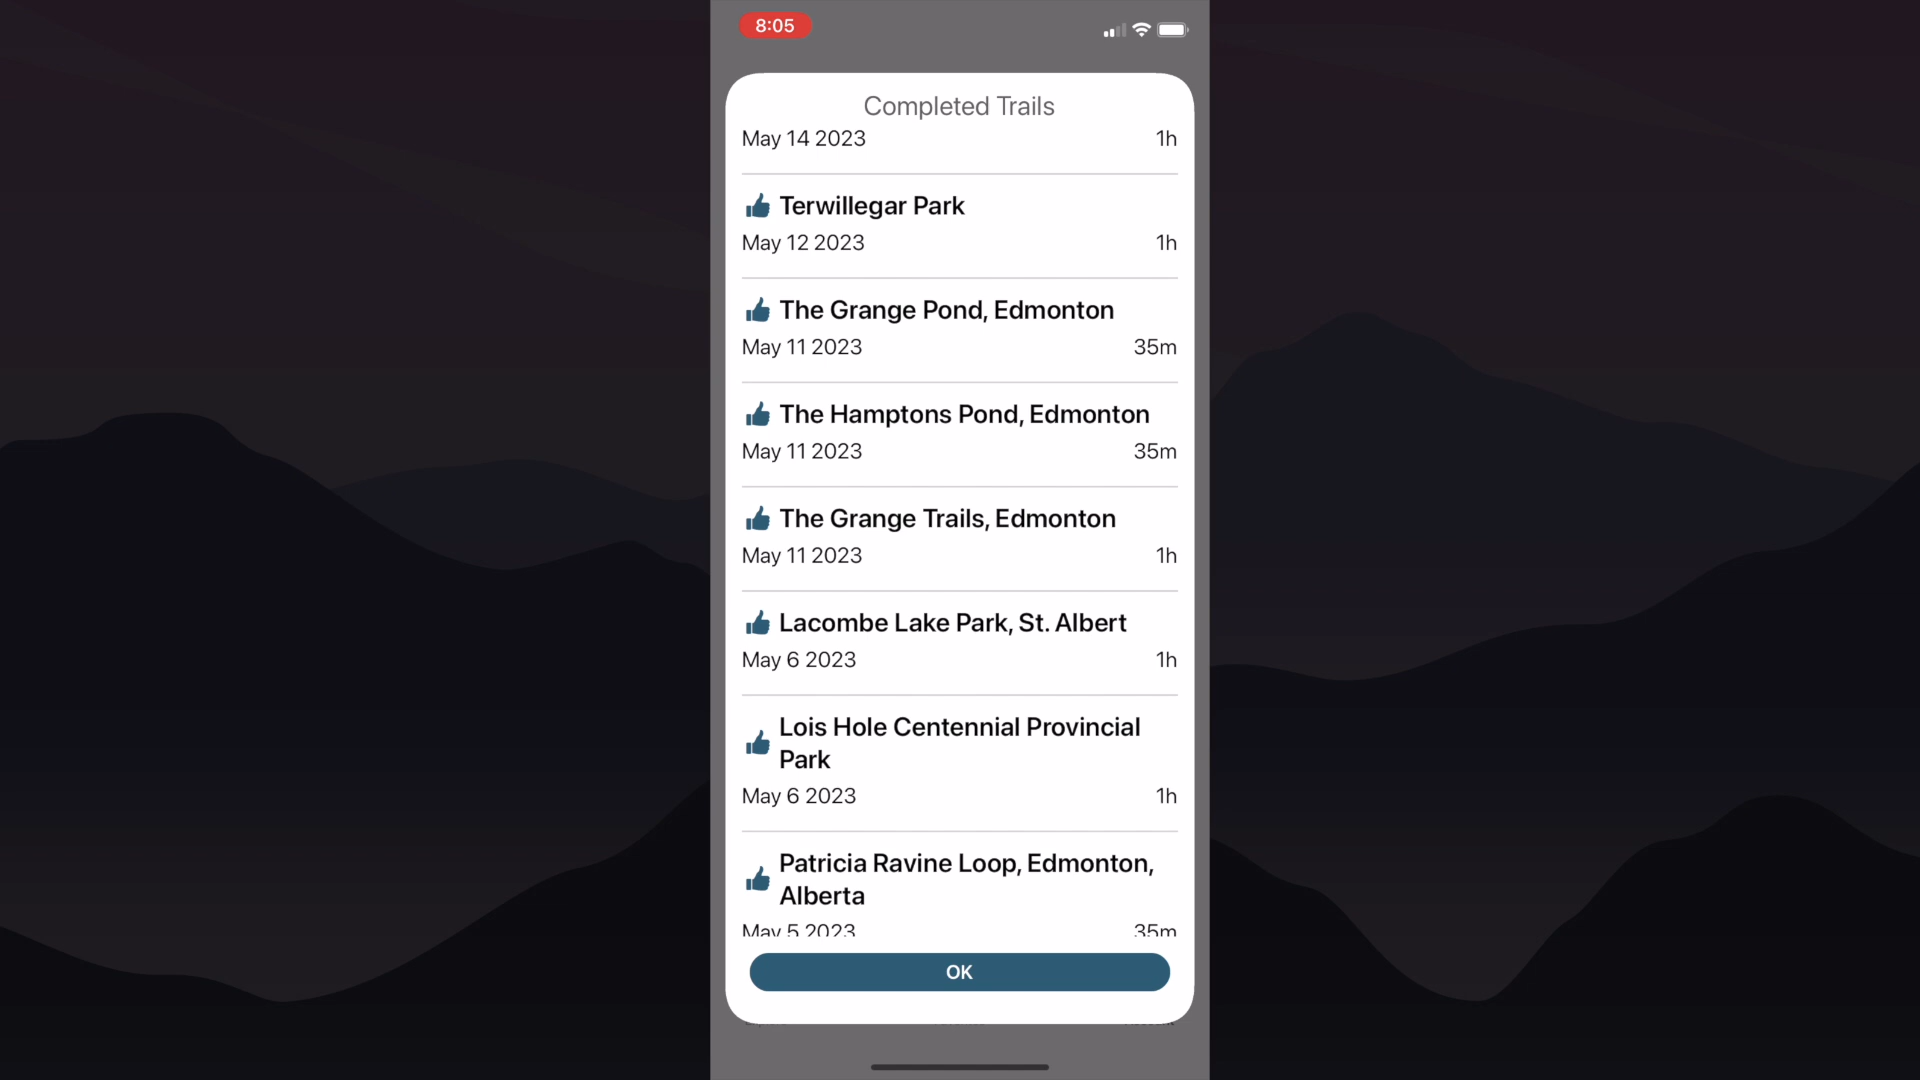 8:05
Completed Trails
May 14 2023 1h
Terwillegar Park
May 12 2023 1h
The Grange Pond, Edmonton
May 11 2023 35m
The Hamptons Pond, Edmonton
May 11 2023 35m
The Grange Trails, Edmonton
May 11 2023 1h
Lacombe Lake Park, St. Albert
May 6 2023 1h
Lois Hole Centennial Provincial
Park
May 6 2023 1h
Patricia Ravine Loop, Edmonton,
Alberta
May 5 2023 35m
OK